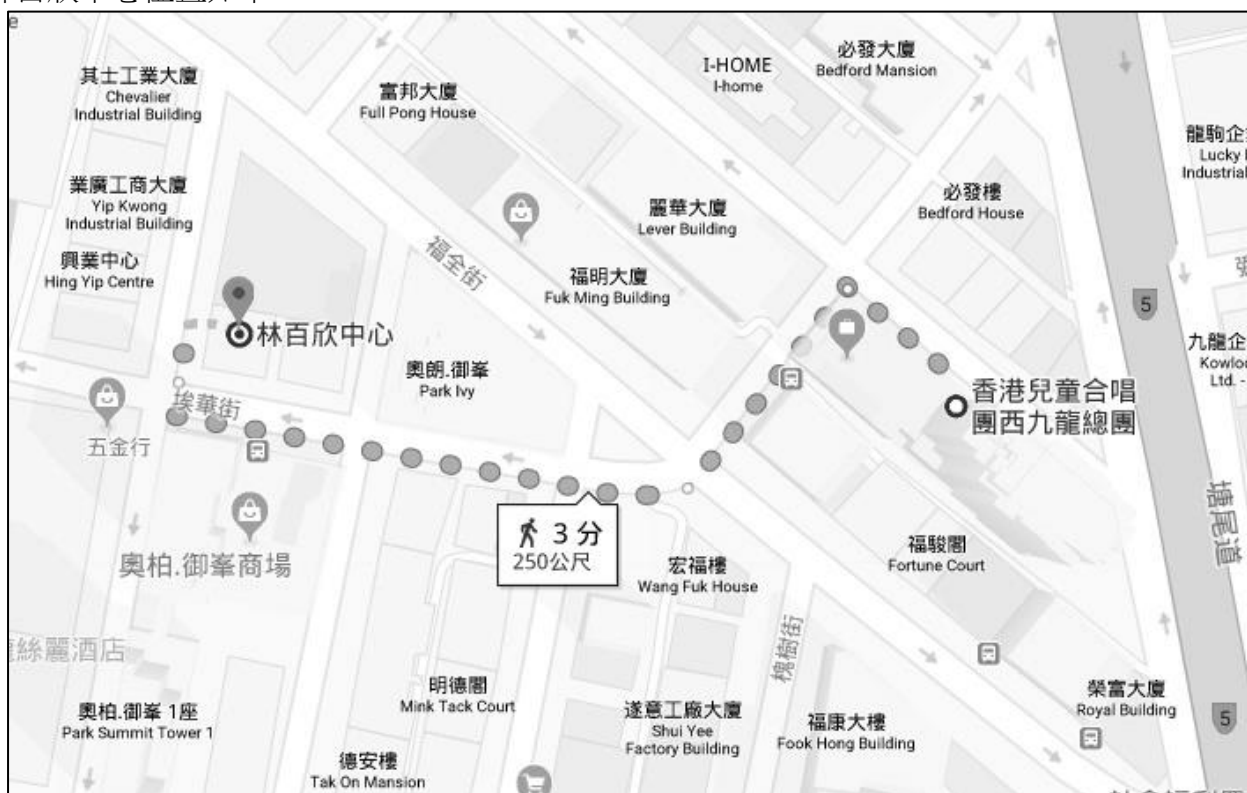 其士工業大廈
Chevalier
Industrial Building
富邦大廈
Full Pong House
I-HOME
I-home
必發大廈
Bedford Mansion
Lucky
Industrial
業廣工商大廈
Yip Kwong
Industrial Building
興業中心
Hing Yip Centre
麗華大廈
Lever Building
必發樓
Bedford House
福全街
福明大廈
Fuk Ming Building
5
林百欣中心
奧朗.御峯
Park Ivy
九龍企
Kowloo
Ltd. -
香港兒童合唱
團西九龍總團
埃華街
五金行
奧柏.御峯商場
3 分
250公尺
宏福樓
Wang Fuk House
福駿閣
Fortune Court
塘尾道
槐樹街
絲麗酒店
明德閣
Mink Tack Court
奧柏.御峯 1座
Park Summit Tower 1
遂意工廠大廈
Shui Yee
Factory Building
福康大樓
Fook Hong Building
榮富大廈
Royal Building
5
德安樓
Tak On Mansion